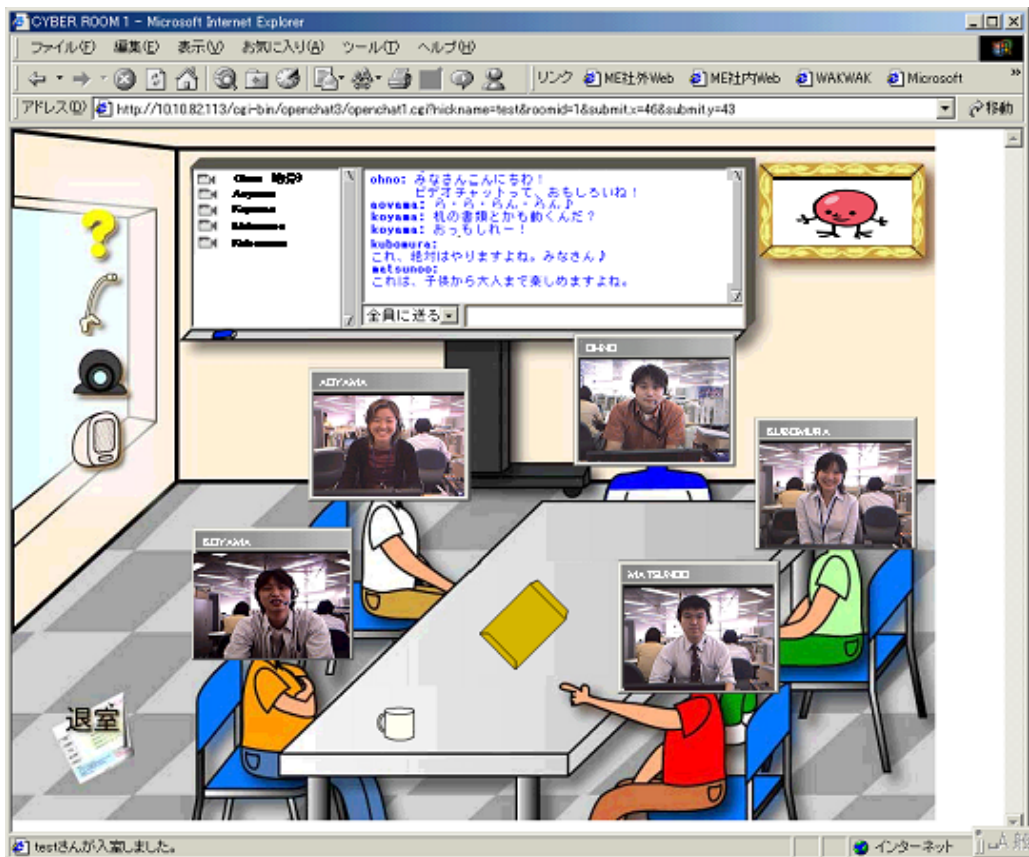 CYBER ROOM 1 - Microsoft Internet Explorer
ファイル(F) 編集(E) 表示(V) お気に入り(A) ツール(T) ヘルプ(H)
リンク ME社外Web ME社内Web WAKWAK Microsoft »
アドレス(D) http://10.10.82.113/cgi-bin/openchat3/openchat1.cgi?nickname=test&roomid=1&submit.x=46&submit.y=43 移動
Ohno
Aoyama
Koyama
ohno: みなさんこんにちわ!
ビデオチャットって、おもしろいね!
aoyama: ら・ら・らん・らん♪
koyama: 机の書類とかも動くんだ?
koyama: おっもしれー!
kubomura:
これ、絶対はやりますよね。みなさん♪
matsunoo:
これは、子供から大人まで楽しめますよね。
全員に送る
OHNO
AOYAMA
KUBOMURA
KOYAMA
MATSUNOO
退室
testさんが入室しました。
インターネット
A 般